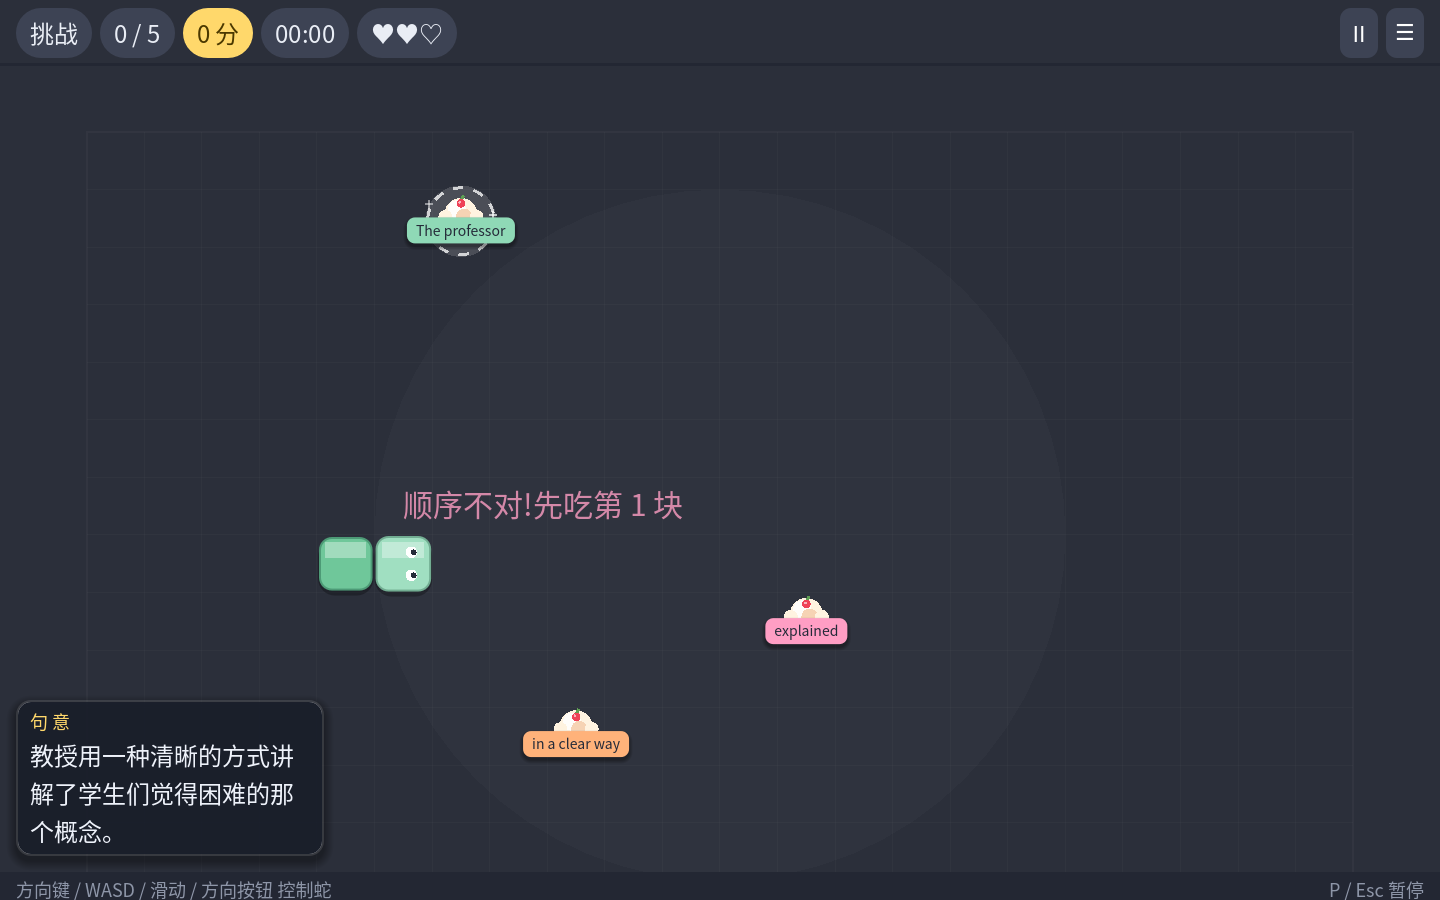 挑战
0 / 5
0 分
00:00
The professor
顺序不对!先吃第 1 块
explained
in a clear way
句意
教授用一种清晰的方式讲
解了学生们觉得困难的那
个概念。
方向键 / WASD / 滑动 / 方向按钮 控制蛇
P / Esc 暂停